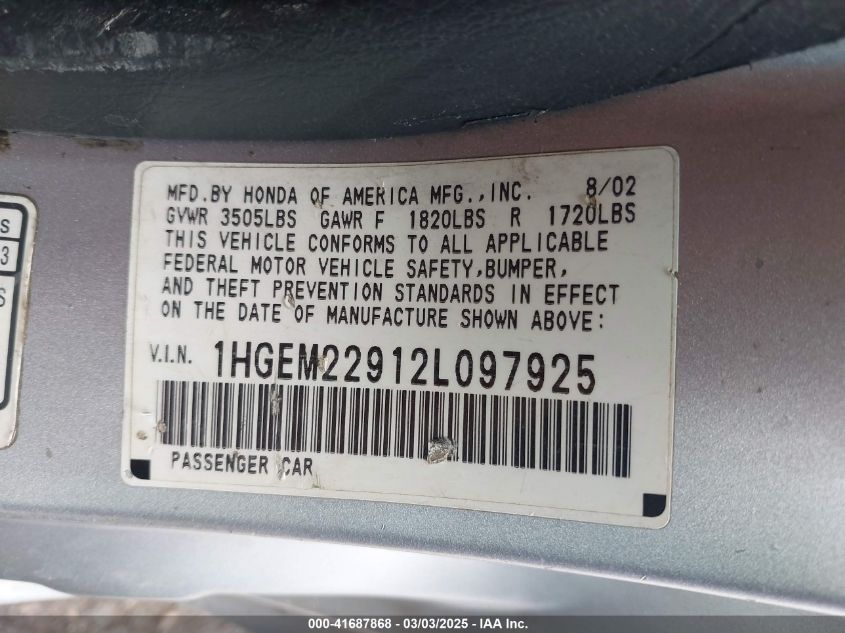 MFD.BY HONDA OF AMERICA MFG.,INC. 8/02
GVWR 3505LBS GAWR F 1820LBS R 1720LBS
THIS VEHICLE CONFORMS TO ALL APPLICABLE
FEDERAL MOTOR VEHICLE SAFETY,BUMPER,
AND THEFT PREVENTION STANDARDS IN EFFECT
ON THE DATE OF MANUFACTURE SHOWN ABOVE:
V.I.N. 1HGEM22912L097925
PASSENGER CAR
S
3
S
000-41687868 - 03/03/2025 - IAA Inc.